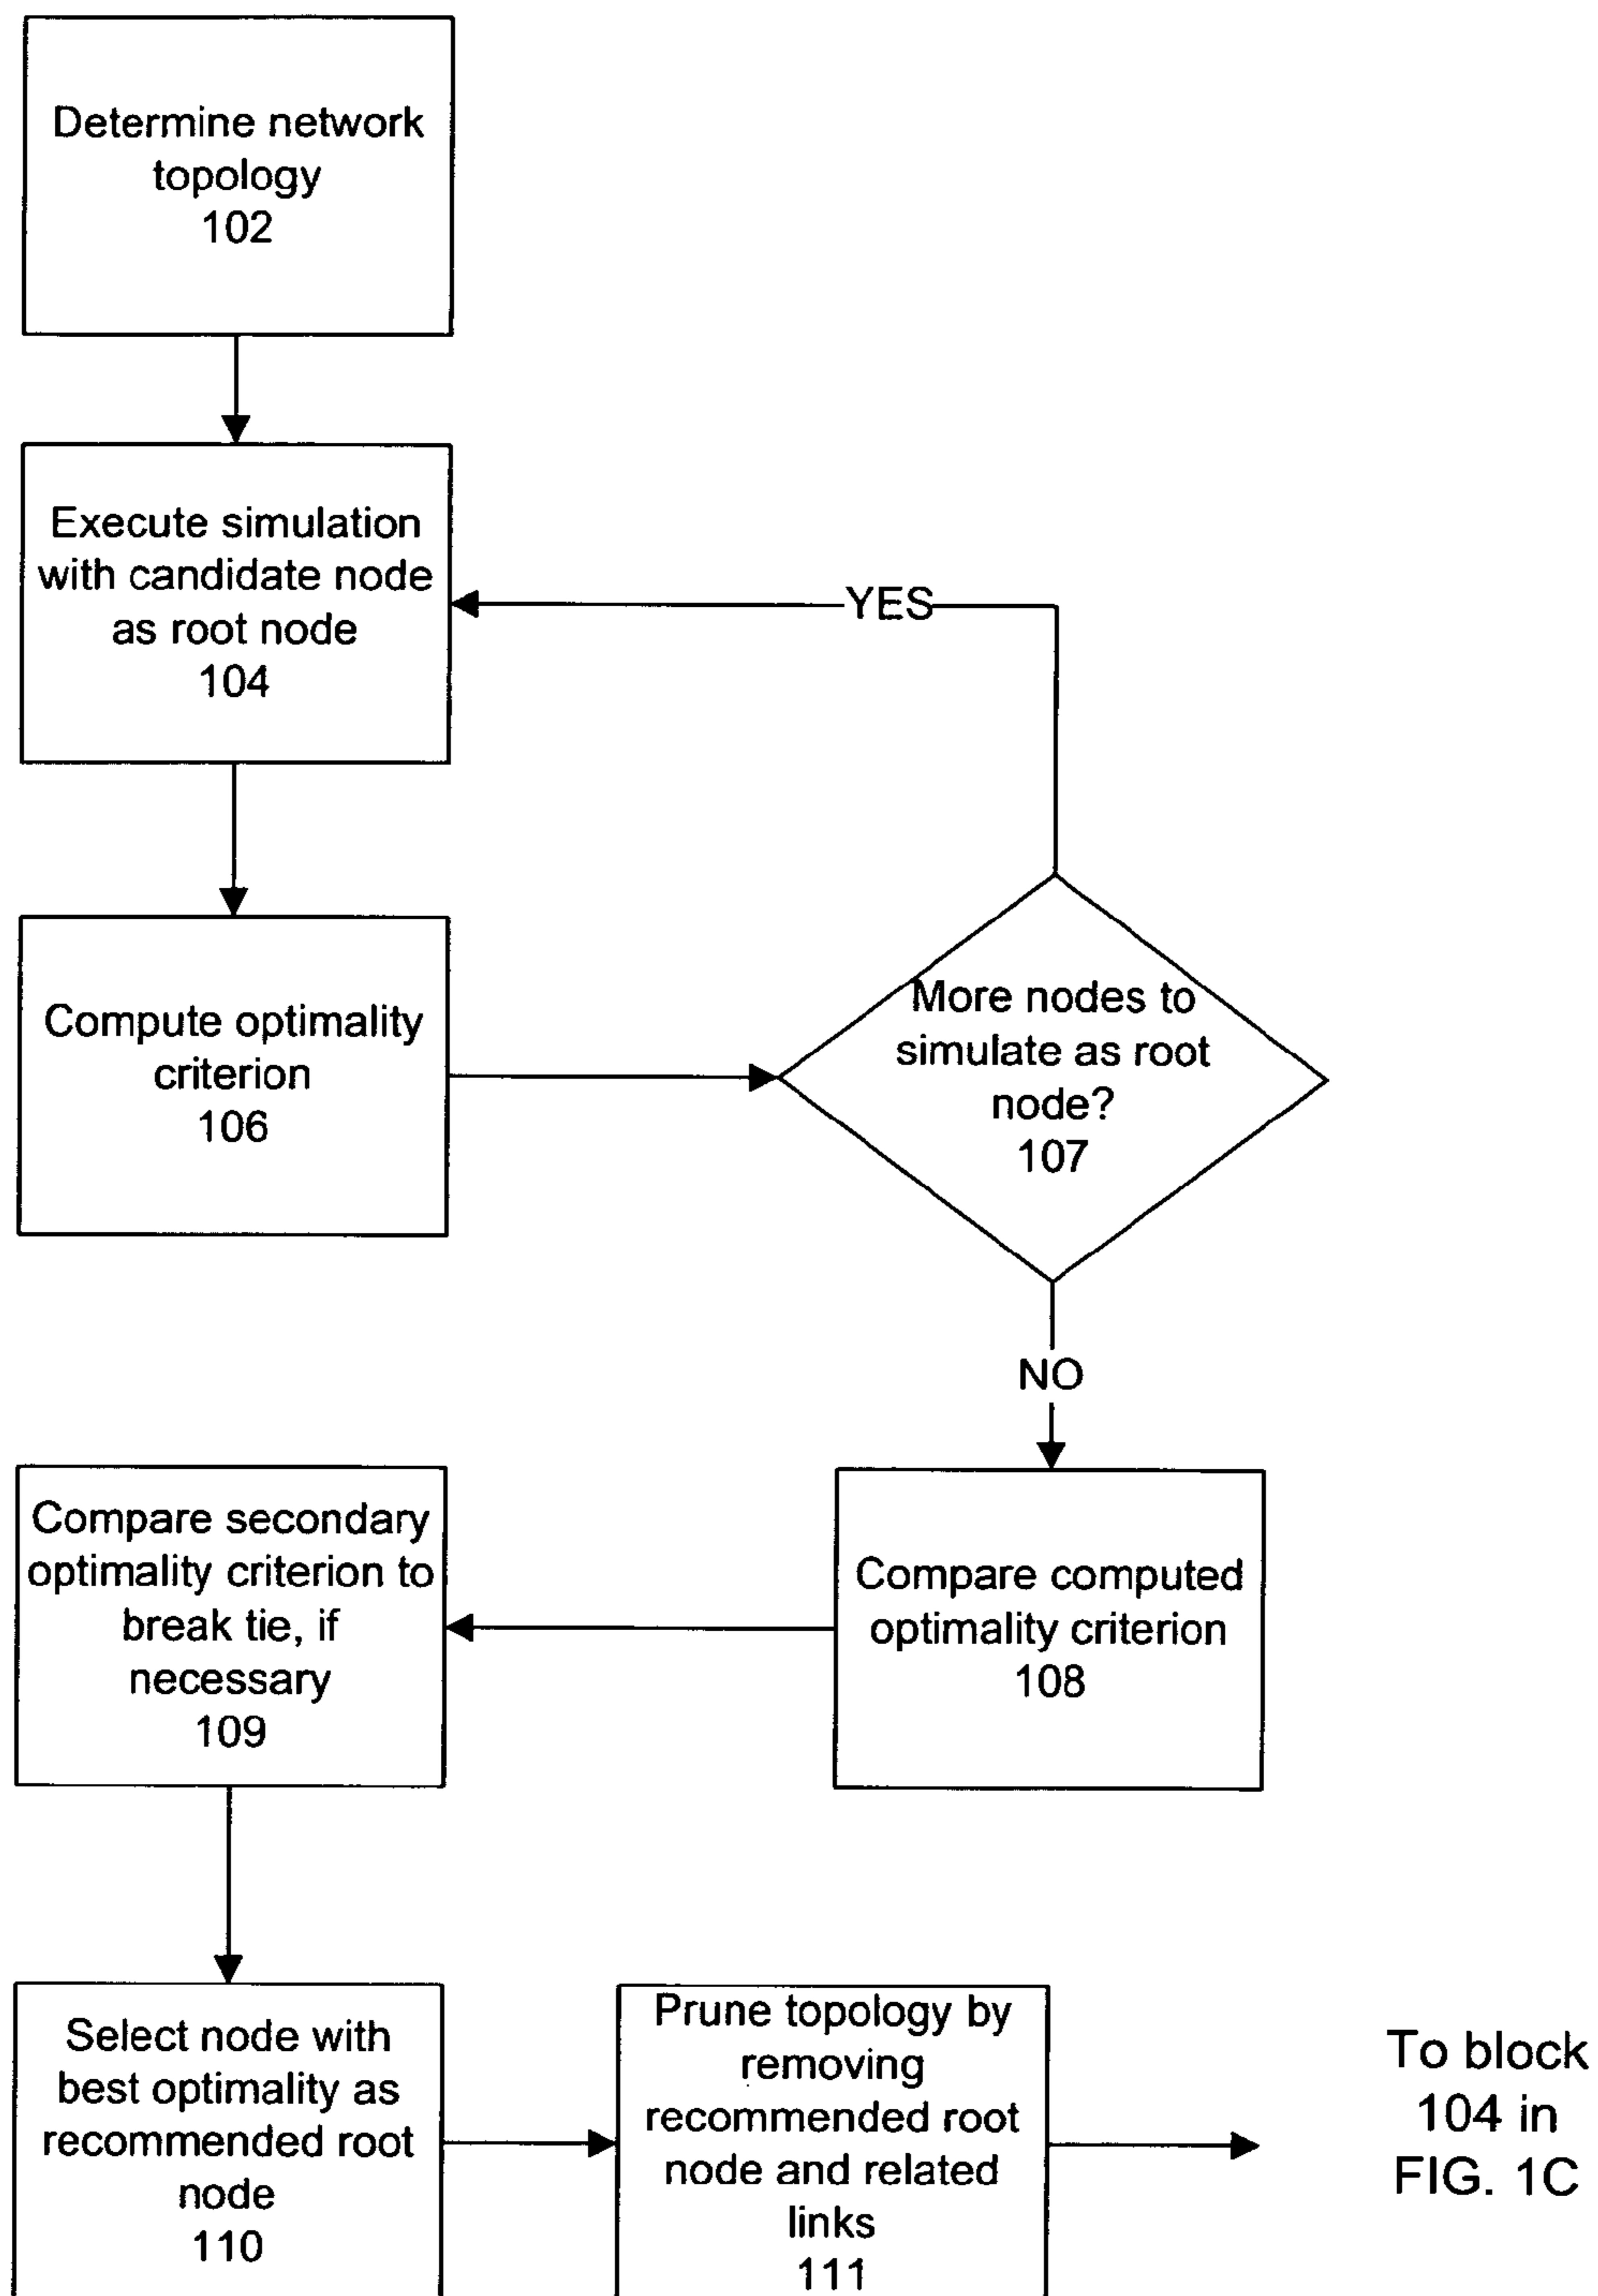 Determine network
topology
102
Execute simulation
with candidate node
as root node
104
YES
Compute optimality
criterion
106
More nodes to
simulate as root
node?
107
NO
Compare secondary
optimality criterion to
break tie, if
necessary
109
Compare computed
optimality criterion
108
Select node with
best optimality as
recommended root
node
110
Prune topology by
removing
recommended root
node and related
links
111
To block
104 in
FIG. 1C